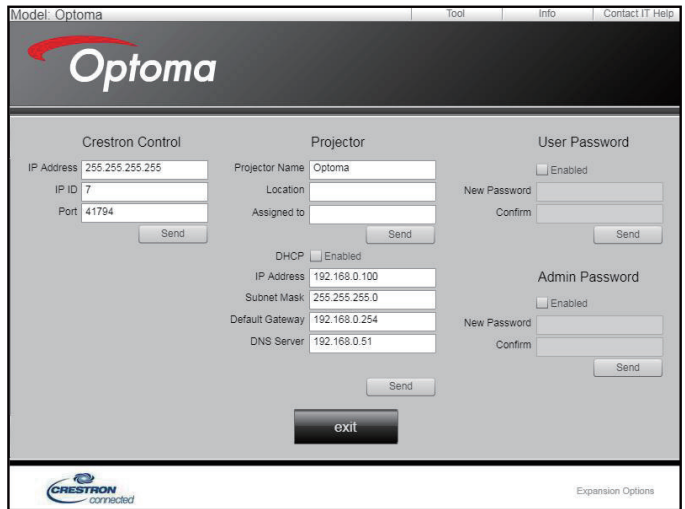 Model: Optoma
Tool Info Contact IT Help
Optoma
Crestron Control
IP Address 255.255.255.255
IP ID 7
Port 41794
Send
Projector
Projector Name Optoma
Location
Assigned to
Send
DHCP Enabled
IP Address 192.168.0.100
Subnet Mask 255.255.255.0
Default Gateway 192.168.0.254
DNS Server 192.168.0.51
Send
User Password
Enabled
New Password
Confirm
Send
Admin Password
Enabled
New Password
Confirm
Send
exit
CRESTRON
connected
Expansion Options